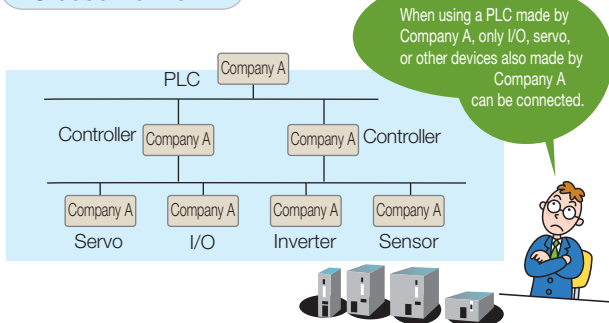 When using a PLC made by
Company A, only I/O, servo,
or other devices also made by
Company A
can be connected.
PLC
Company A
Controller
Company A
Company A
Controller
Company A
Company A
Company A
Company A
Servo
I/O
Inverter
Sensor